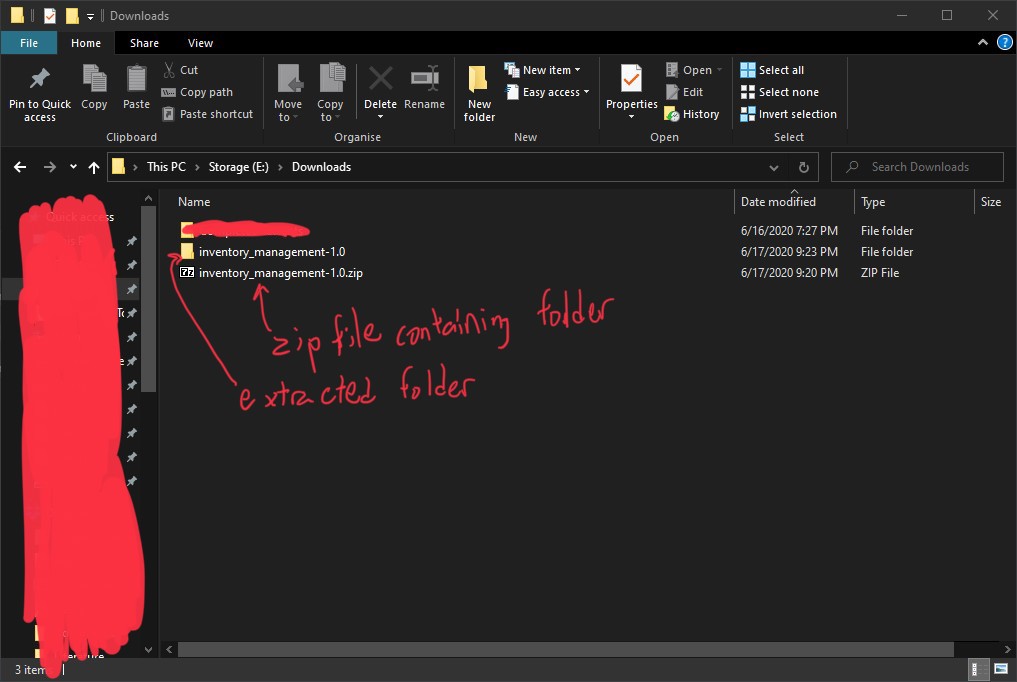 Downloads
File Home Share View
Pin to Quick access
Copy
Paste
Cut
Copy path
Paste shortcut
Clipboard
Move to
Copy to
Delete
Rename
Organise
New folder
New item
Easy access
New
Properties
Open
Edit
History
Open
Select all
Select none
Invert selection
Select
This PC > Storage (E:) > Downloads
Search Downloads
Quick access
Name Date modified Type Size
6/16/2020 7:27 PM File folder
inventory_management-1.0 6/17/2020 9:23 PM File folder
inventory_management-1.0.zip 6/17/2020 9:20 PM ZIP File
zip file containing folder
extracted folder
3 items